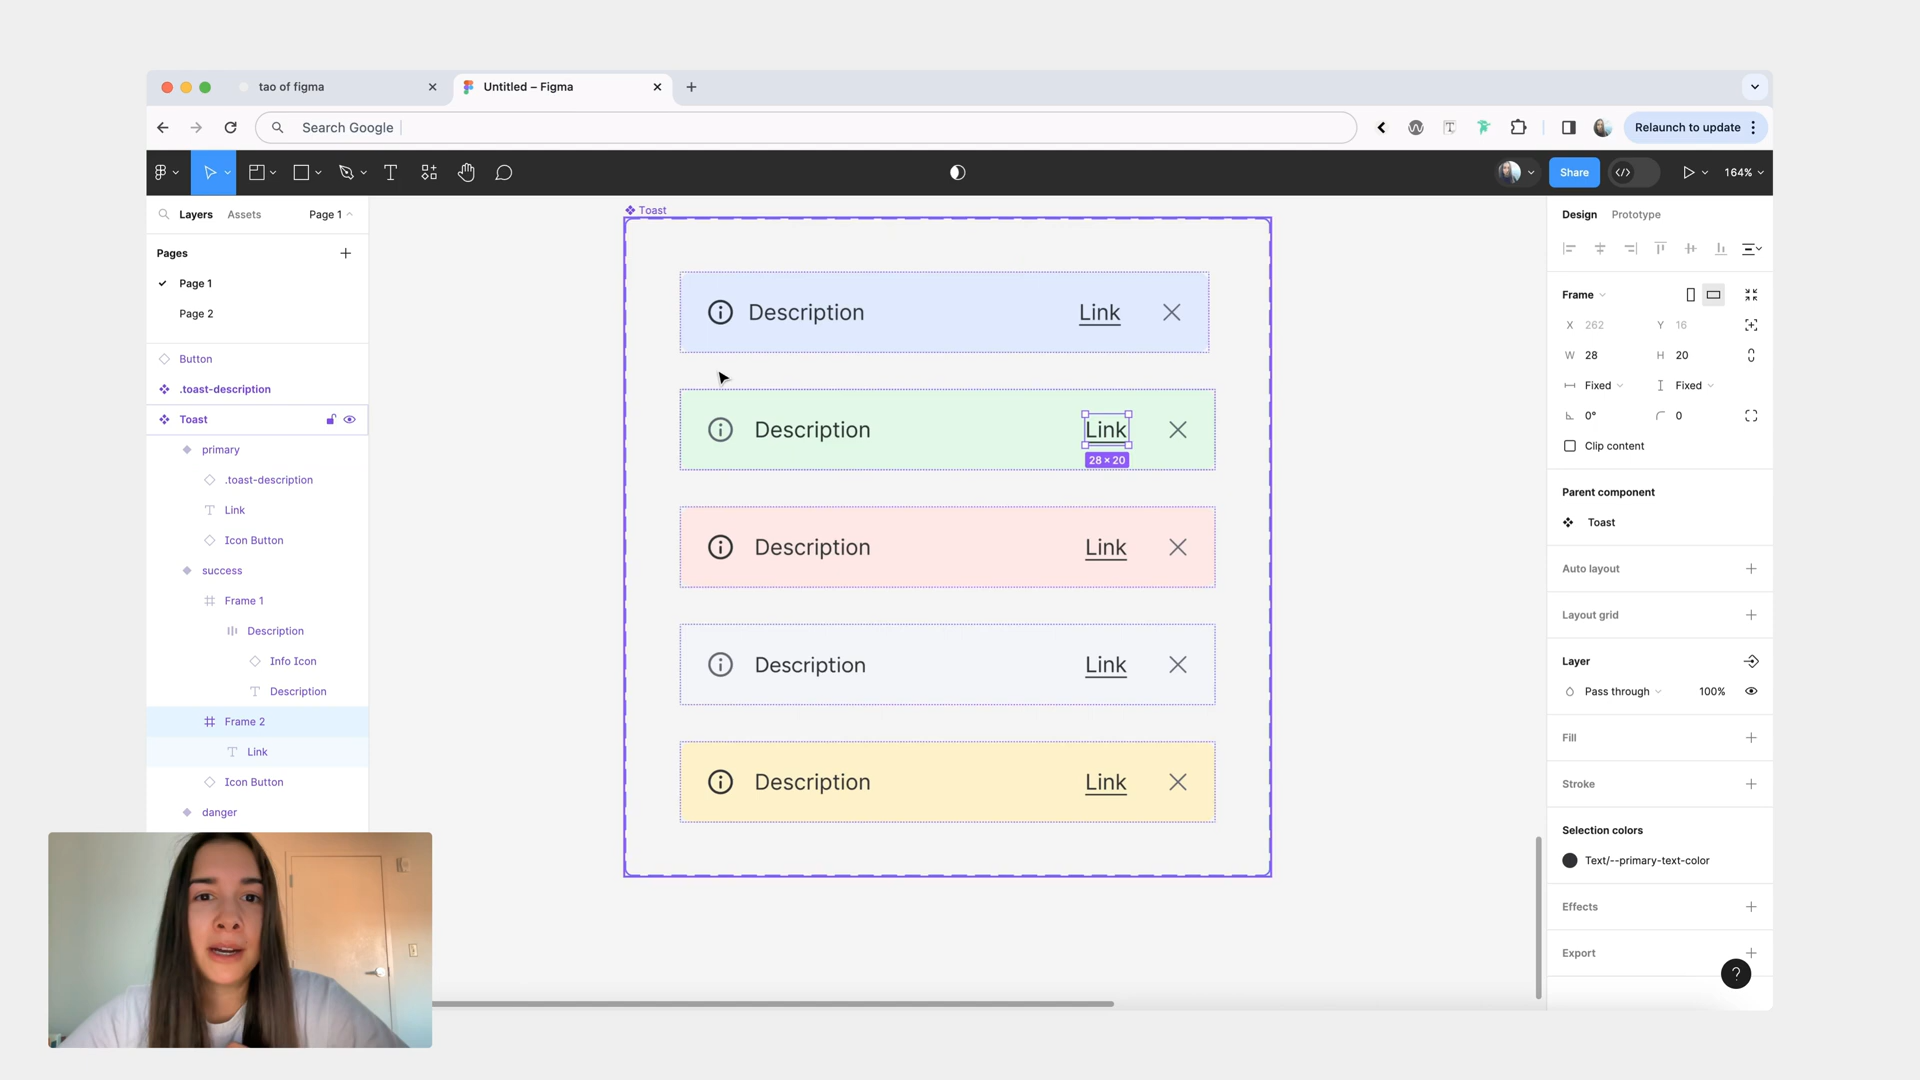 tao of figma
Untitled – Figma
Search Google
Relaunch to update
Share
164%
Layers
Assets
Page 1
Pages
Page 1
Page 2
Button
.toast-description
Toast
primary
.toast-description
Link
Icon Button
success
Frame 1
Description
Info Icon
Description
Frame 2
Link
Icon Button
danger
Toast
Description
Link
Description
Link
28 × 20
Description
Link
Description
Link
Description
Link
Design
Prototype
Frame
X 262
Y 16
W 28
H 20
Fixed
Fixed
0°
0
Clip content
Parent component
Toast
Auto layout
Layout grid
Layer
Pass through
100%
Fill
Stroke
Selection colors
Text/--primary-text-color
Effects
Export
?